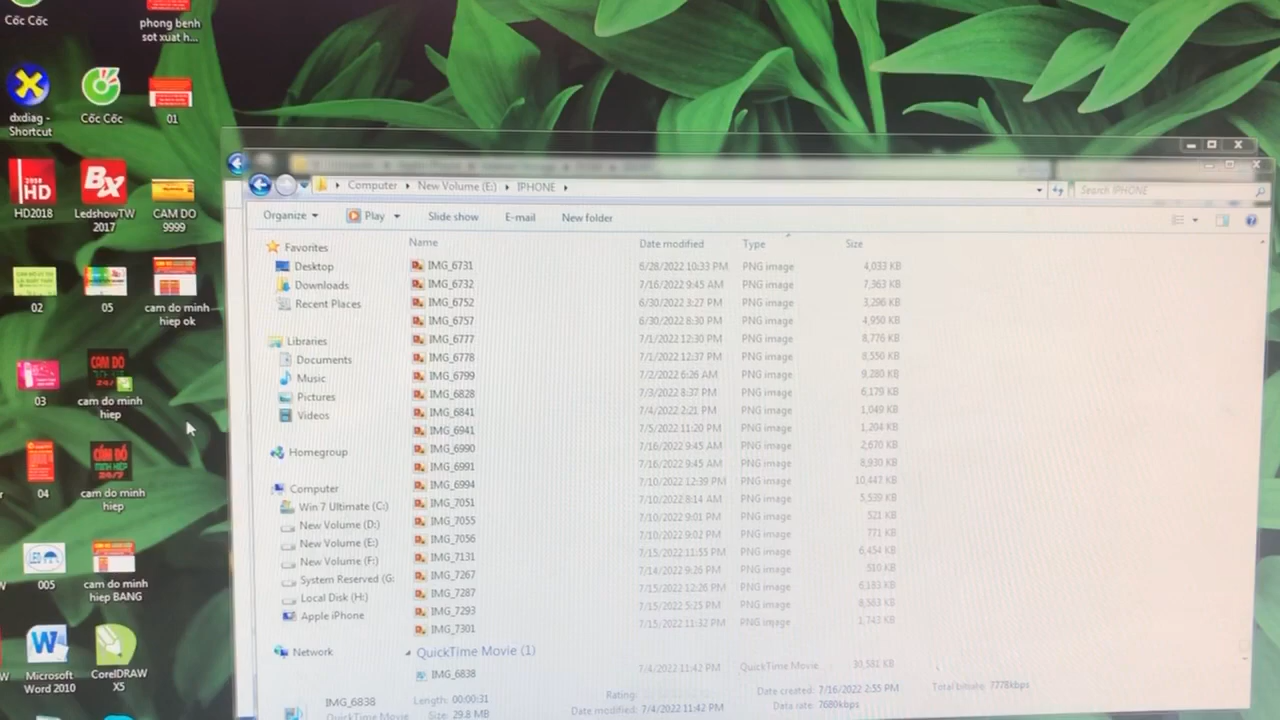 Cốc Cốc
phong benh
sot xuat h...
dxdiag -
Shortcut
Cốc Cốc
01
2008
HD
HD2018
BX
LedshowTW
2017
CAM DO
9999
02
05
cam do minh
hiep ok
03
CAM DO
24/7
cam do minh
hiep
04
CẦM ĐỒ
MINH HIỆP
24/7
cam do minh
hiep
005
cam do minh
hiep BANG
W
Microsoft
Word 2010
CorelDRAW
X5
Computer
New Volume (E:)
IPHONE
Search IPHONE
Organize
Play
Slide show
E-mail
New folder
Favorites
Desktop
Downloads
Recent Places
Libraries
Documents
Music
Pictures
Videos
Homegroup
Computer
Win 7 Ultimate (C:)
New Volume (D:)
New Volume (E:)
New Volume (F:)
System Reserved (G:
Local Disk (H:)
Apple iPhone
Network
Name Date modified Type Size
IMG_6731 6/28/2022 10:33 PM PNG image 4,033 KB
IMG_6732 7/16/2022 9:45 AM PNG image 7,363 KB
IMG_6752 6/30/2022 3:27 PM PNG image 3,296 KB
IMG_6757 6/30/2022 8:30 PM PNG image 4,950 KB
IMG_6777 7/1/2022 12:30 PM PNG image 8,776 KB
IMG_6778 7/1/2022 12:37 PM PNG image 8,550 KB
IMG_6799 7/2/2022 6:26 AM PNG image 9,280 KB
IMG_6828 7/3/2022 8:37 PM PNG image 6,179 KB
IMG_6841 7/4/2022 2:21 PM PNG image 1,049 KB
IMG_6941 7/5/2022 11:20 PM PNG image 1,204 KB
IMG_6990 7/16/2022 9:45 AM PNG image 2,670 KB
IMG_6991 7/16/2022 9:45 AM PNG image 8,930 KB
IMG_6994 7/10/2022 12:39 PM PNG image 10,447 KB
IMG_7051 7/10/2022 8:14 AM PNG image 5,539 KB
IMG_7055 7/10/2022 9:01 PM PNG image 521 KB
IMG_7056 7/10/2022 9:02 PM PNG image 771 KB
IMG_7131 7/15/2022 11:55 PM PNG image 6,454 KB
IMG_7267 7/14/2022 9:26 PM PNG image 510 KB
IMG_7287 7/15/2022 12:26 PM PNG image 6,183 KB
IMG_7293 7/15/2022 5:25 PM PNG image 8,563 KB
IMG_7301 7/15/2022 11:32 PM PNG image 1,743 KB
QuickTime Movie (1)
IMG_6838 7/4/2022 11:42 PM QuickTime Movie 30,581 KB
IMG_6838 Length: 00:00:31 Rating: Date created: 7/16/2022 2:55 PM Total bitrate: 7778kbps
QuickTime Movie Size: 29.8 MB Date modified: 7/4/2022 11:42 PM Data rate: 7680kbps